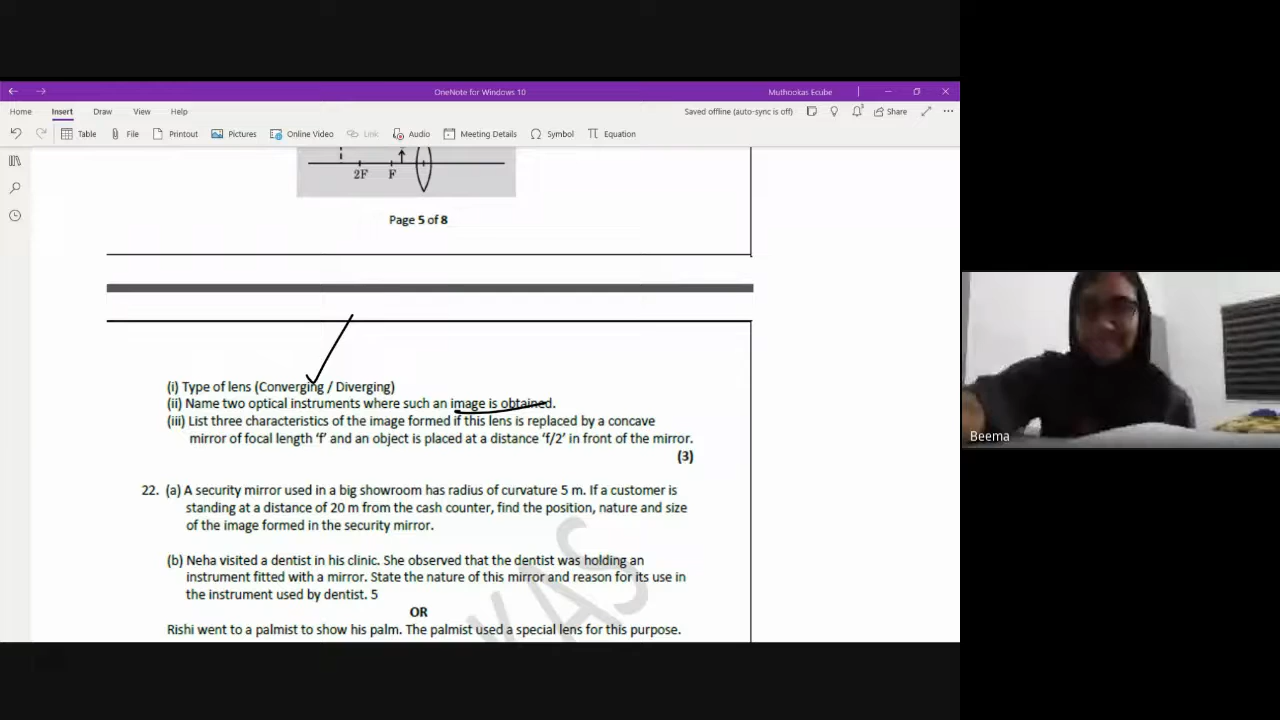 OneNote for Windows 10
Muthookas Ecube
Home Insert Draw View Help
Saved offline (auto-sync is off)
Share
Table File Printout Pictures Online Video Link Audio Meeting Details Symbol Equation
2F F
Page 5 of 8
(i) Type of lens (Converging / Diverging)
(ii) Name two optical instruments where such an image is obtained.
(iii) List three characteristics of the image formed if this lens is replaced by a concave
mirror of focal length 'f' and an object is placed at a distance 'f/2' in front of the mirror.
(3)
22. (a) A security mirror used in a big showroom has radius of curvature 5 m. If a customer is
standing at a distance of 20 m from the cash counter, find the position, nature and size
of the image formed in the security mirror.
(b) Neha visited a dentist in his clinic. She observed that the dentist was holding an
instrument fitted with a mirror. State the nature of this mirror and reason for its use in
the instrument used by dentist. 5
OR
Rishi went to a palmist to show his palm. The palmist used a special lens for this purpose.
KAS
Beema